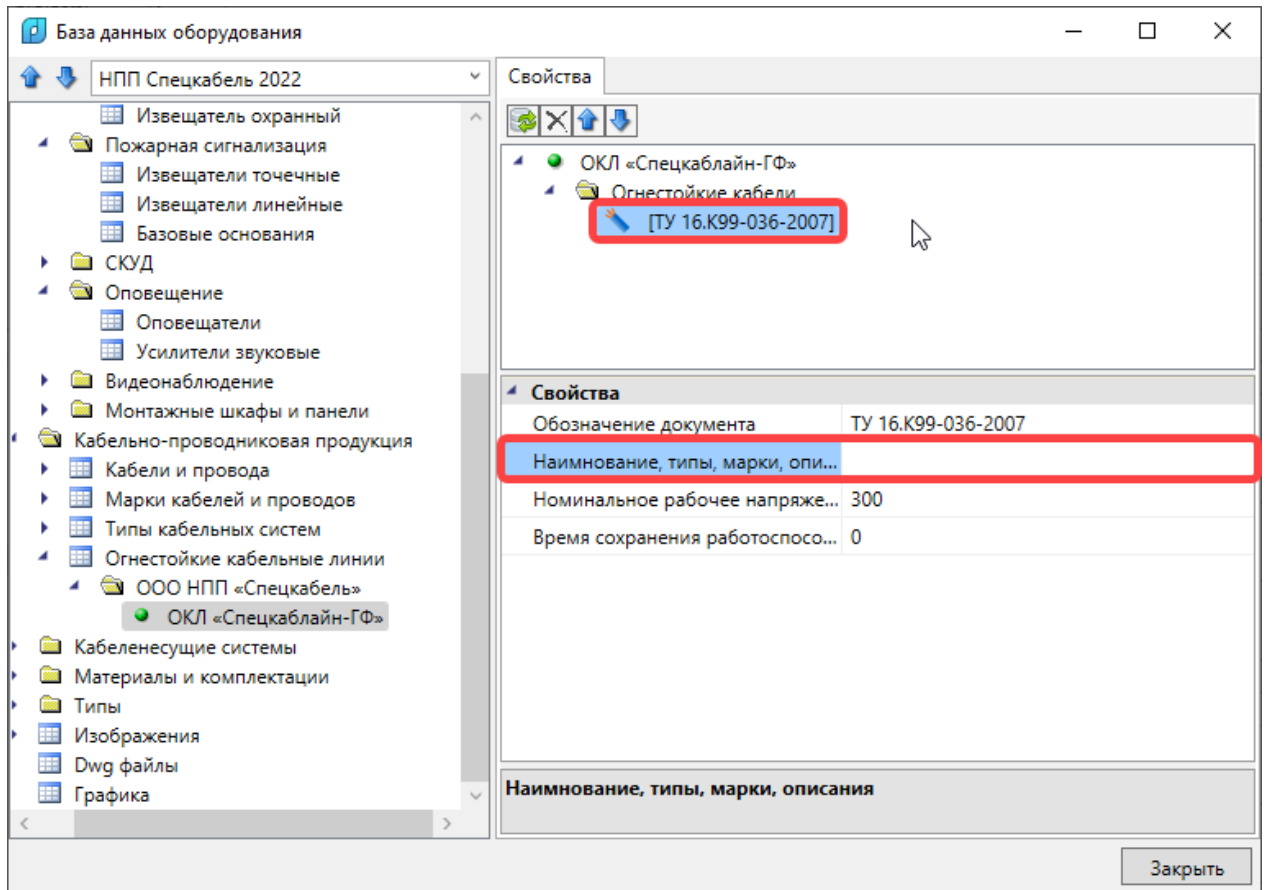 База данных оборудования
НПП Спецкабель 2022
Извещатель охранный
Пожарная сигнализация
Извещатели точечные
Извещатели линейные
Базовые основания
СКУД
Оповещение
Оповещатели
Усилители звуковые
Видеонаблюдение
Монтажные шкафы и панели
Кабельно-проводниковая продукция
Кабели и провода
Марки кабелей и проводов
Типы кабельных систем
Огнестойкие кабельные линии
ООО НПП «Спецкабель»
ОКЛ «Спецкаблайн-ГФ»
Кабеленесущие системы
Материалы и комплектации
Типы
Изображения
Dwg файлы
Графика
Свойства
ОКЛ «Спецкаблайн-ГФ»
Огнестойкие кабели
[ТУ 16.К99-036-2007]
Свойства
Обозначение документа ТУ 16.К99-036-2007
Наимнование, типы, марки, опи...
Номинальное рабочее напряже... 300
Время сохранения работоспосо... 0
Наимнование, типы, марки, описания
Закрыть